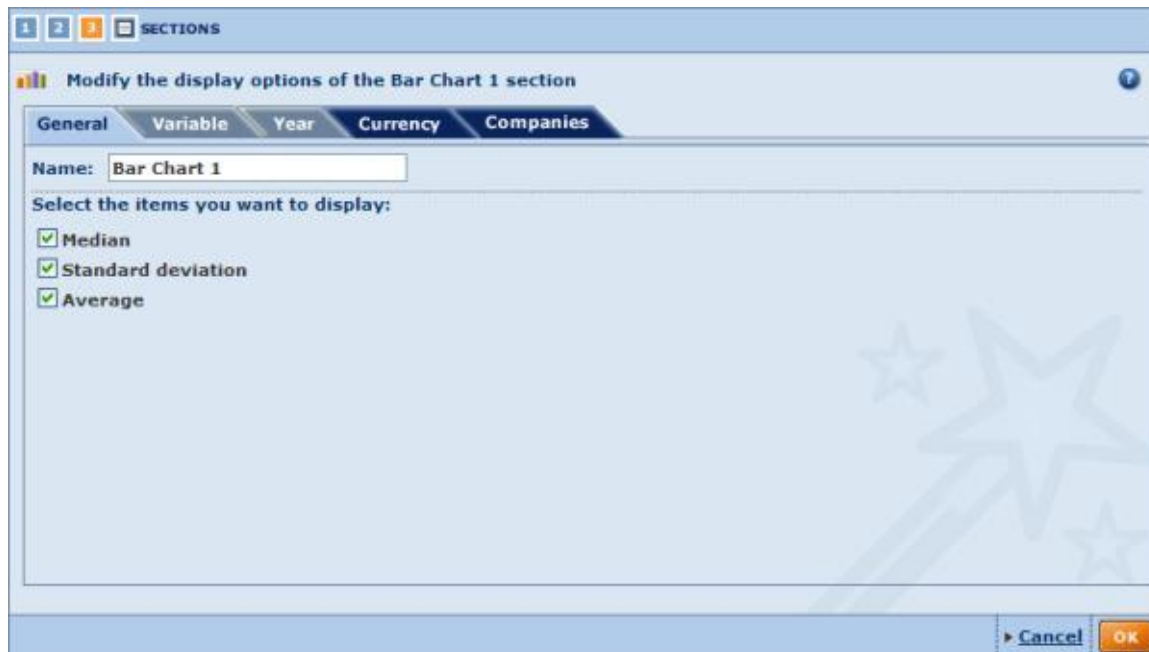 1 2 3 SECTIONS
Modify the display options of the Bar Chart 1 section ?
General Variable Year Currency Companies
Name: Bar Chart 1
Select the items you want to display:
Median
Standard deviation
Average
Cancel OK